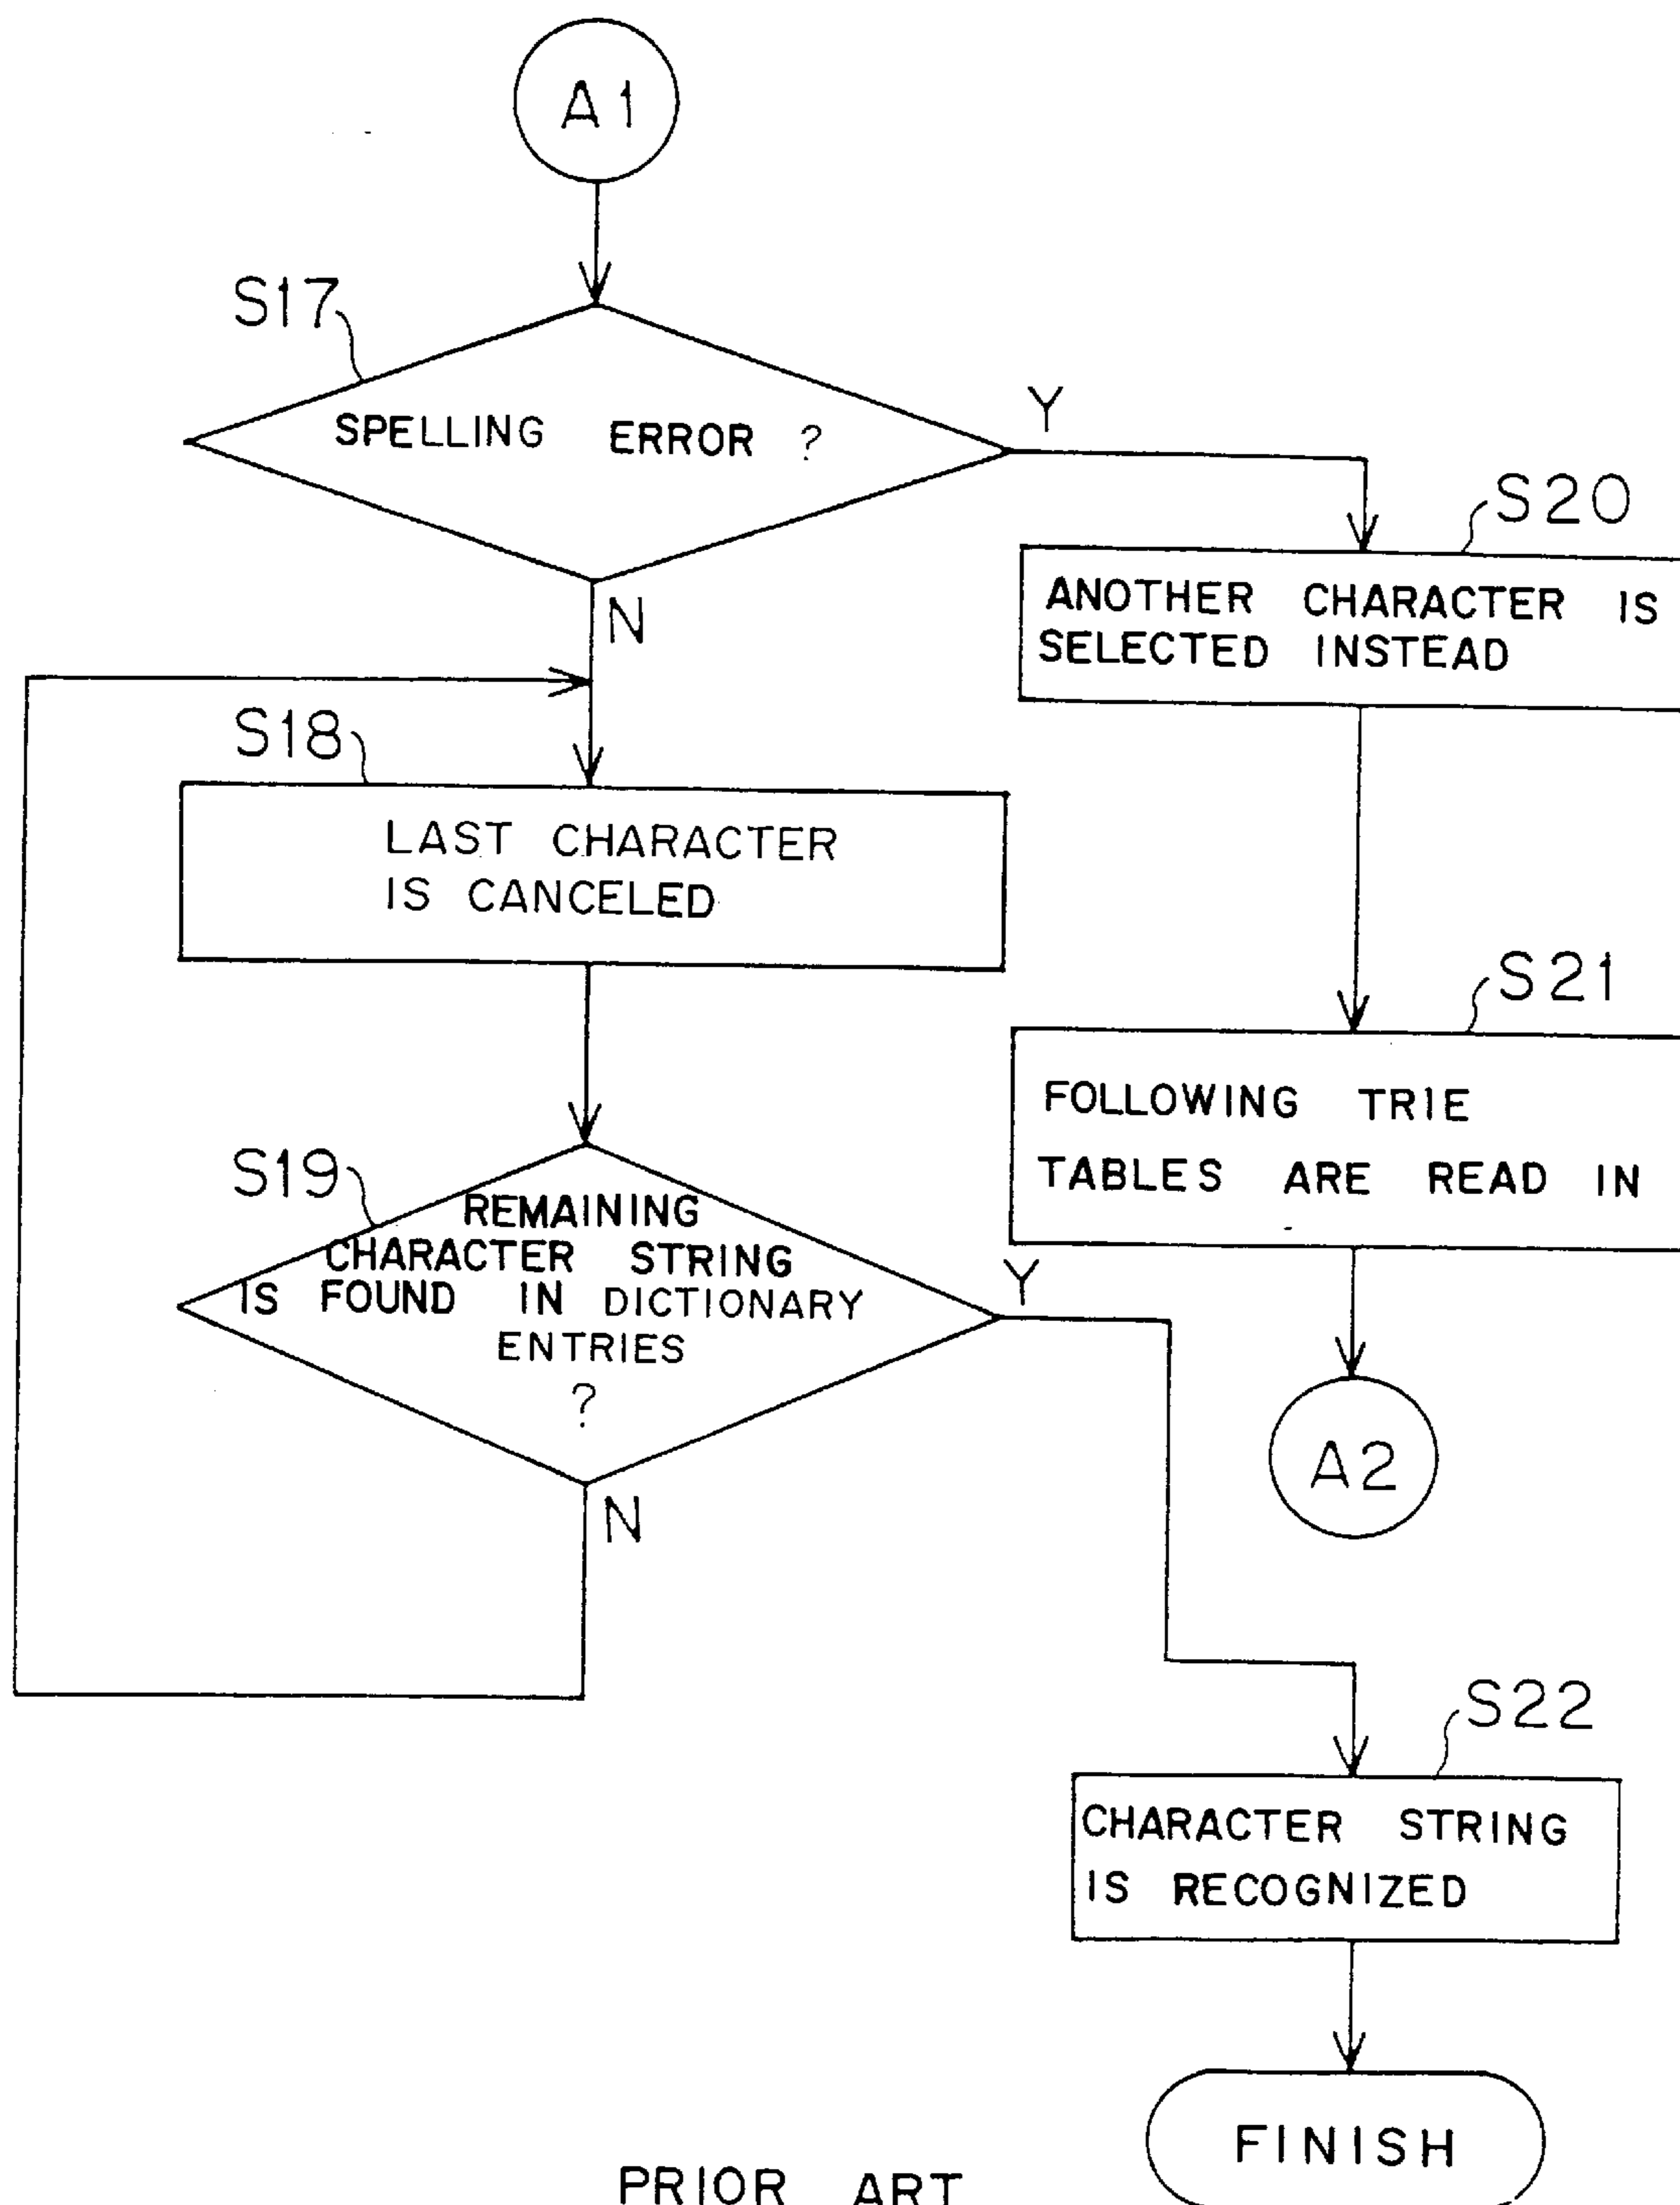 A1
S17
SPELLING ERROR ?
Y
N
S20
ANOTHER CHARACTER IS
SELECTED INSTEAD
S18
LAST CHARACTER
IS CANCELED
S21
FOLLOWING TRIE
TABLES ARE READ IN
S19
REMAINING
CHARACTER STRING
IS FOUND IN DICTIONARY
ENTRIES
?
Y
N
A2
S22
CHARACTER STRING
IS RECOGNIZED
FINISH
PRIOR ART